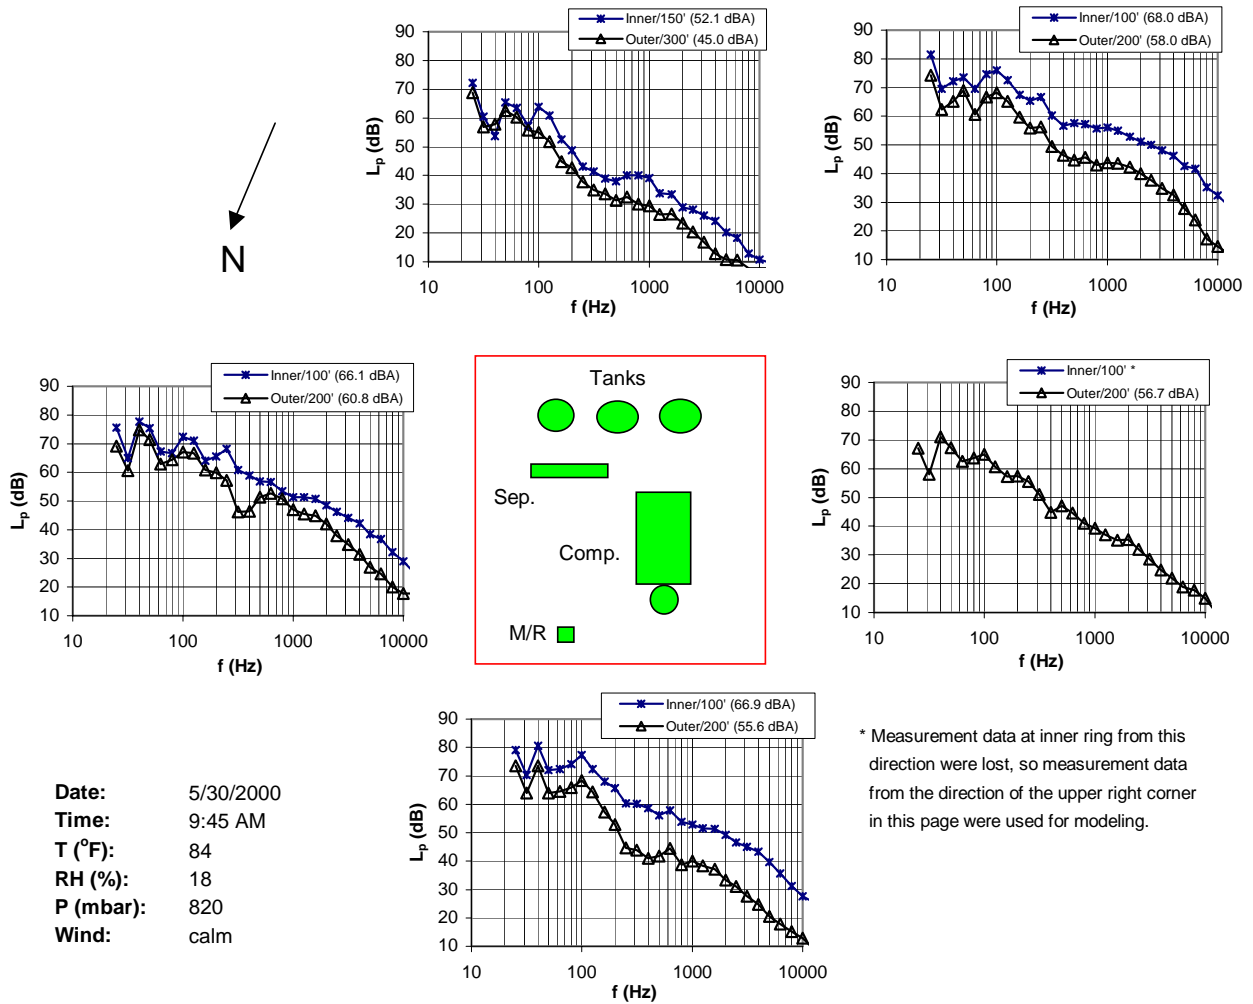 Inner/150' (52.1 dBA)
Outer/300' (45.0 dBA)
90
80
70
60
50
40
30
20
10
Lp (dB)
10 100 1000 10000
f (Hz)
Inner/100' (68.0 dBA)
Outer/200' (58.0 dBA)
90
80
70
60
50
40
30
20
10
Lp (dB)
10 100 1000 10000
f (Hz)
N
Inner/100' (66.1 dBA)
Outer/200' (60.8 dBA)
90
80
70
60
50
40
30
20
10
Lp (dB)
10 100 1000 10000
f (Hz)
Tanks
Sep.
Comp.
M/R
Inner/100' *
Outer/200' (56.7 dBA)
90
80
70
60
50
40
30
20
10
Lp (dB)
10 100 1000 10000
f (Hz)
Inner/100' (66.9 dBA)
Outer/200' (55.6 dBA)
90
80
70
60
50
40
30
20
10
Lp (dB)
10 100 1000 10000
f (Hz)
* Measurement data at inner ring from this
direction were lost, so measurement data
from the direction of the upper right corner
in this page were used for modeling.
Date: 5/30/2000
Time: 9:45 AM
T (°F): 84
RH (%): 18
P (mbar): 820
Wind: calm